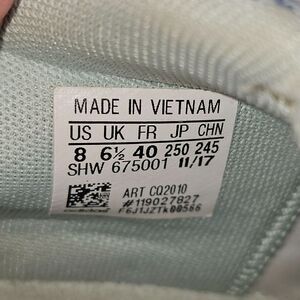 MADE IN VIETNAM
US UK FR JP CHN
8 6½ 40 250 245
SHW 675001 11/17
ART CQ2010
#119027827
adidas